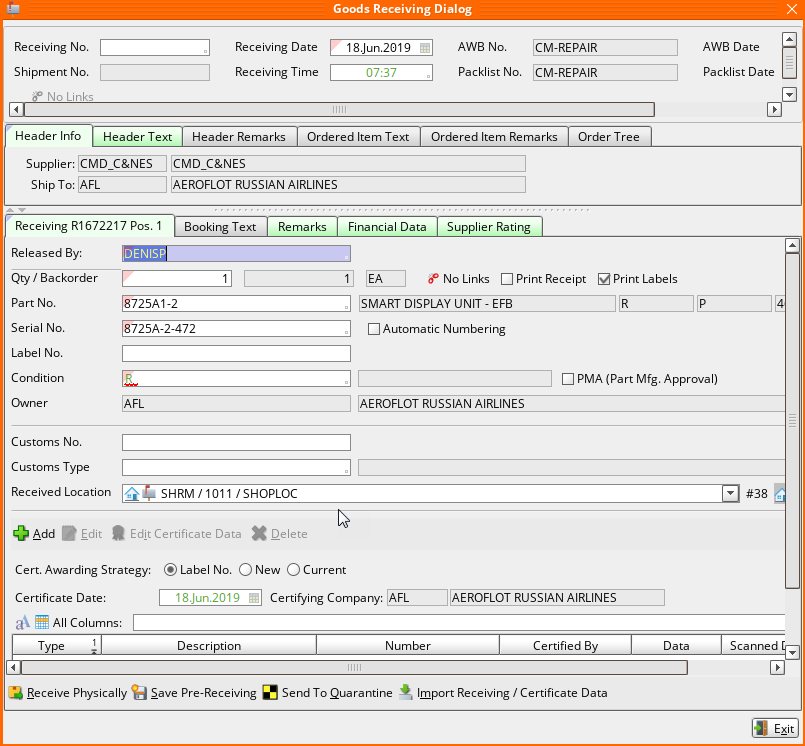 Goods Receiving Dialog
Receiving No. Receiving Date 18.Jun.2019 AWB No. CM-REPAIR AWB Date
Shipment No. Receiving Time 07:37 Packlist No. CM-REPAIR Packlist Date
No Links
Header Info Header Text Header Remarks Ordered Item Text Ordered Item Remarks Order Tree
Supplier: CMD_C&NES CMD_C&NES
Ship To: AFL AEROFLOT RUSSIAN AIRLINES
Receiving R1672217 Pos. 1 Booking Text Remarks Financial Data Supplier Rating
Released By: DENISP
Qty / Backorder 1 1 EA No Links Print Receipt Print Labels
Part No. 8725A1-2 SMART DISPLAY UNIT - EFB R P
Serial No. 8725A-2-472 Automatic Numbering
Label No.
Condition R PMA (Part Mfg. Approval)
Owner AFL AEROFLOT RUSSIAN AIRLINES
Customs No.
Customs Type
Received Location SHRM / 1011 / SHOPLOC #38
Add Edit Edit Certificate Data Delete
Cert. Awarding Strategy: Label No. New Current
Certificate Date: 18.Jun.2019 Certifying Company: AFL AEROFLOT RUSSIAN AIRLINES
All Columns:
Type 1 Description Number Certified By Data Scanned
Receive Physically Save Pre-Receiving Send To Quarantine Import Receiving / Certificate Data
Exit